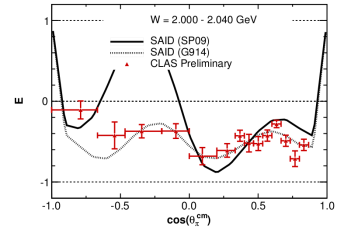 W = 2.000 - 2.040 GeV
SAID (SP09)
SAID (G914)
CLAS Preliminary
E
1
0
-1
-1.0 -0.5 0.0 0.5 1.0
cos(θπcm)